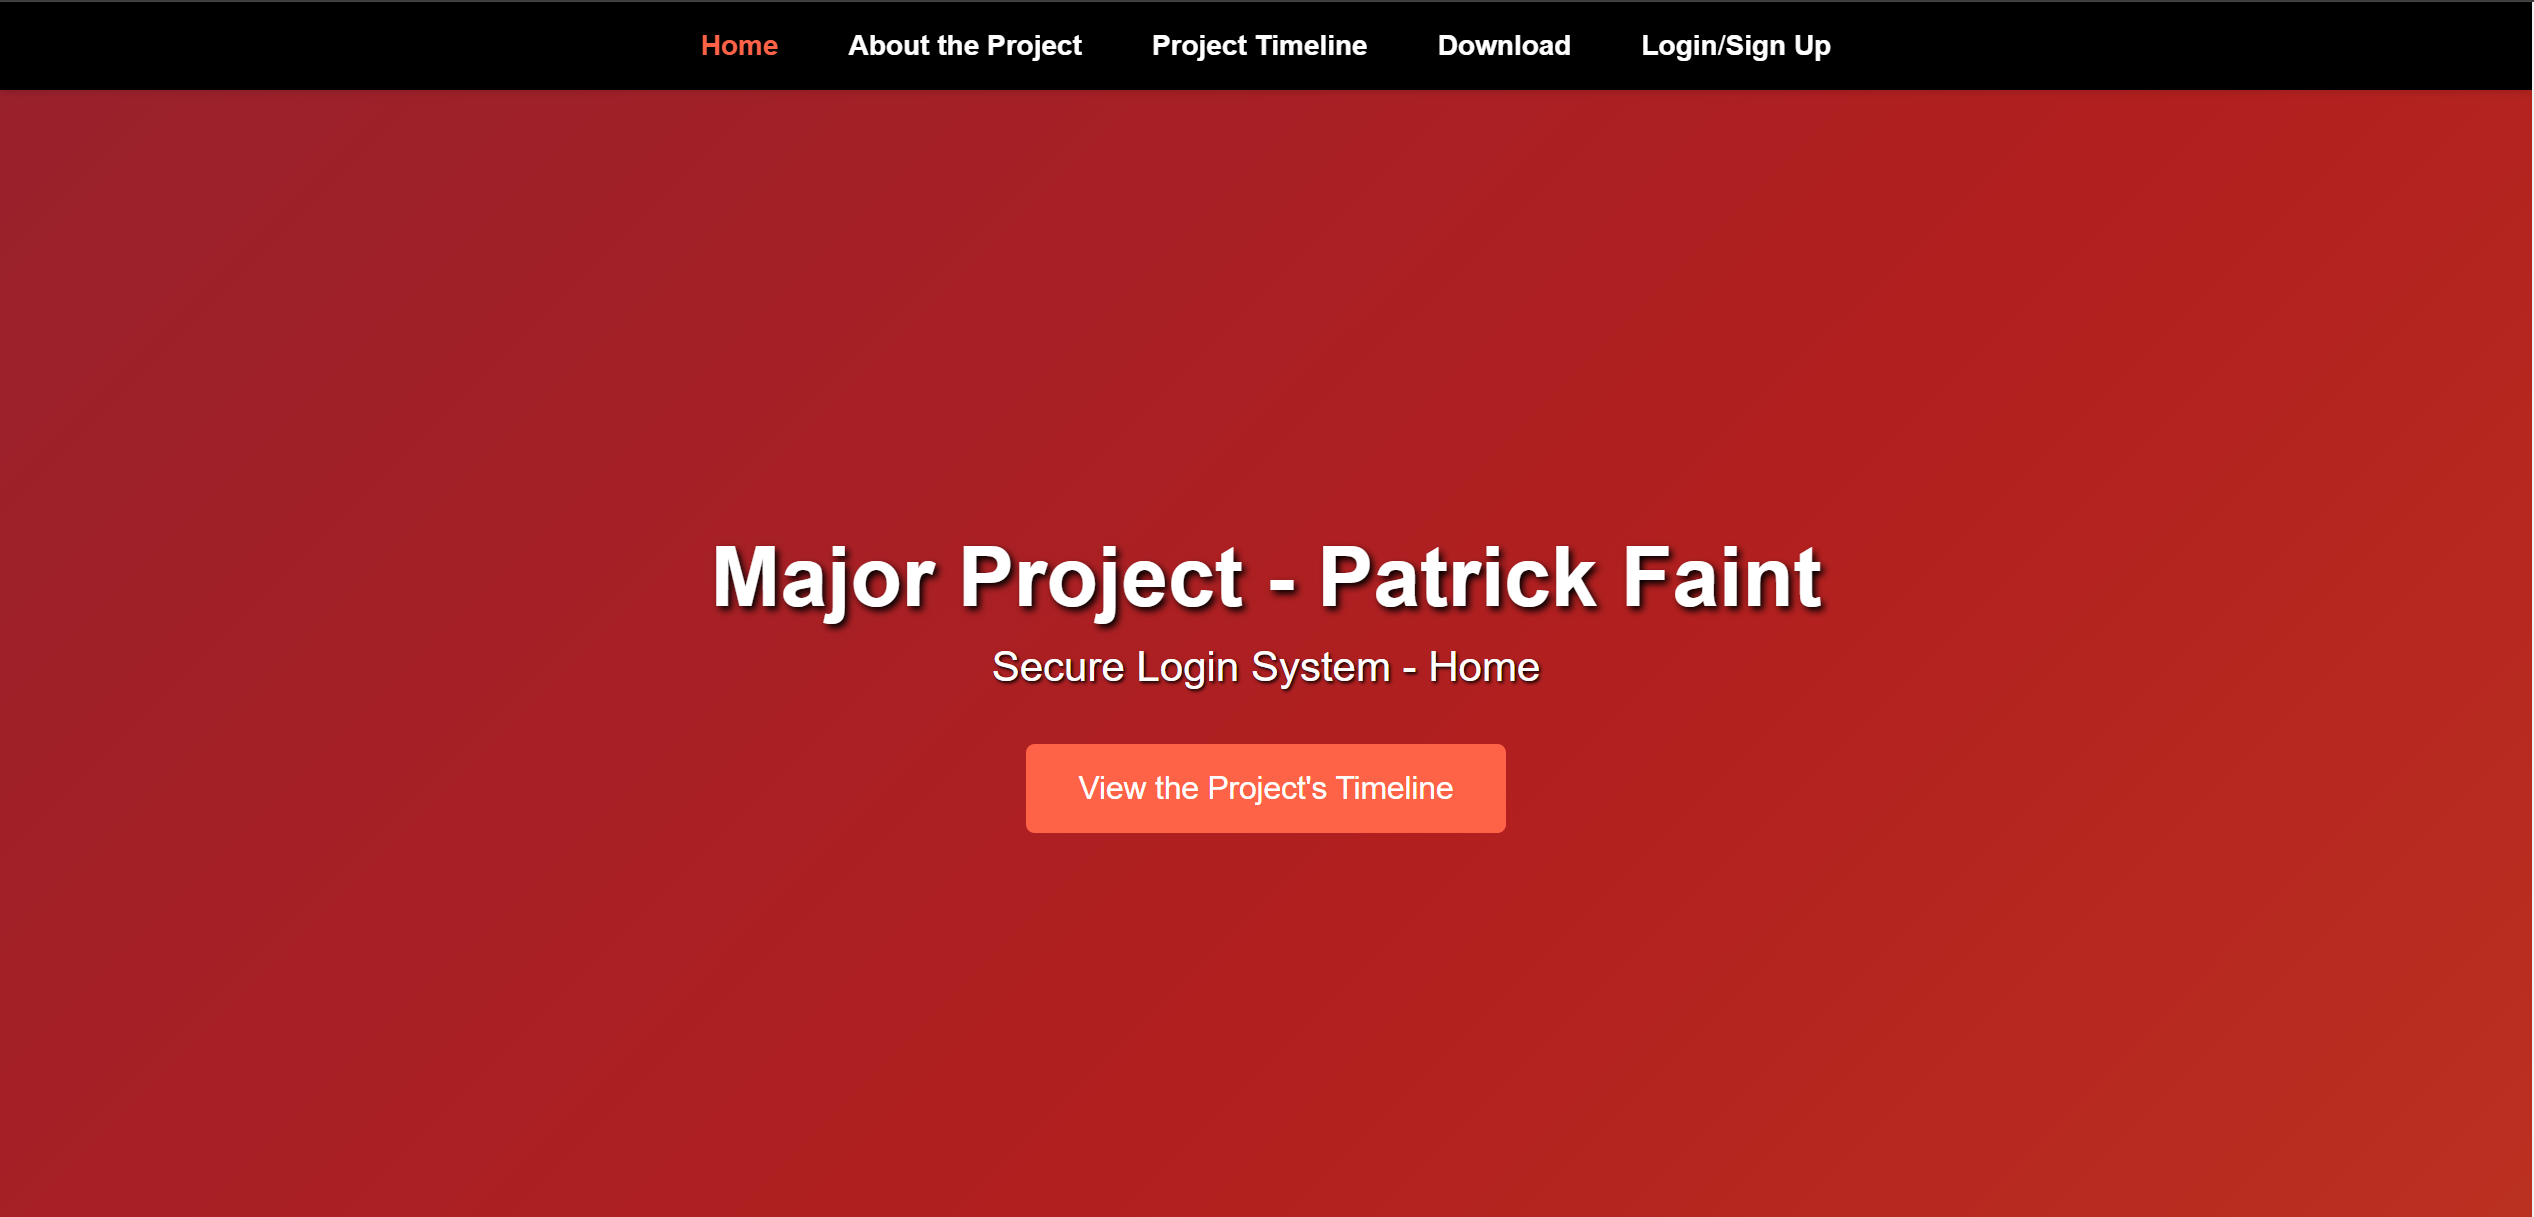 Home About the Project Project Timeline Download Login/Sign Up
Major Project - Patrick Faint
Secure Login System - Home
View the Project's Timeline